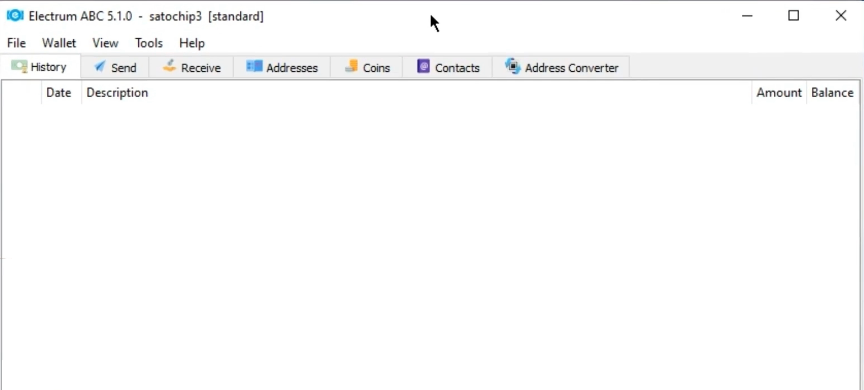 Electrum ABC 5.1.0 - satochip3 [standard]
File Wallet View Tools Help
History Send Receive Addresses Coins Contacts Address Converter
Date Description Amount Balance